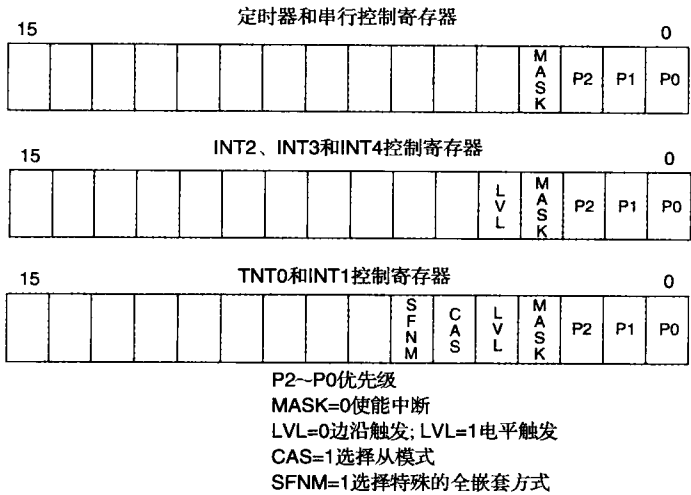 定时器和串行控制寄存器
15 0
MASK P2 P1 P0
INT2、INT3和INT4控制寄存器
15 0
LVL MASK P2 P1 P0
TNT0和INT1控制寄存器
15 0
SFNM CAS LVL MASK P2 P1 P0
P2~P0优先级
MASK=0使能中断
LVL=0边沿触发; LVL=1电平触发
CAS=1选择从模式
SFNM=1选择特殊的全嵌套方式